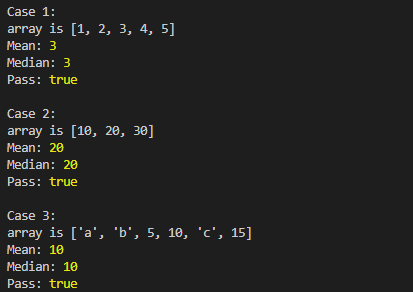 Case 1:
array is [1, 2, 3, 4, 5]
Mean: 3
Median: 3
Pass: true
Case 2:
array is [10, 20, 30]
Mean: 20
Median: 20
Pass: true
Case 3:
array is ['a', 'b', 5, 10, 'c', 15]
Mean: 10
Median: 10
Pass: true